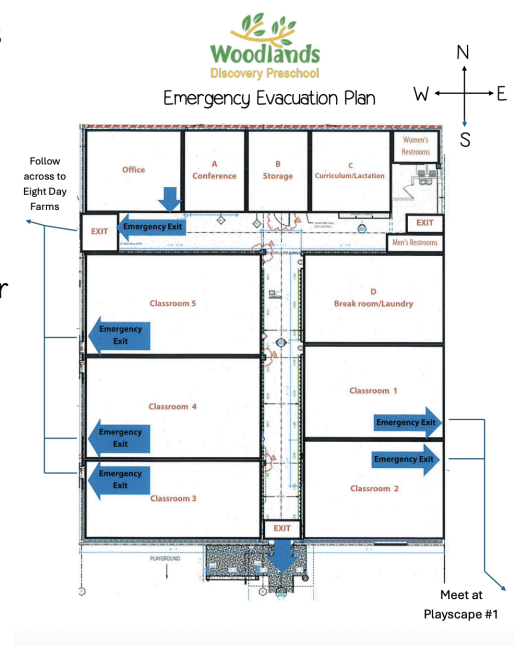 s
r
Woodlands
Discovery Preschool
Emergency Evacuation Plan
N
W
E
S
Follow
across to
Eight Day
Farms
Office
A
Conference
B
Storage
C
Curriculum/Lactation
Women's
Restrooms
EXIT
Emergency Exit
EXIT
Men's Restrooms
Classroom 5
Emergency
Exit
D
Break room/Laundry
Classroom 4
Emergency
Exit
Classroom 1
Emergency Exit
Emergency
Exit
Classroom 3
Emergency Exit
Classroom 2
EXIT
PLAYGROUND
Meet at
Playscape #1